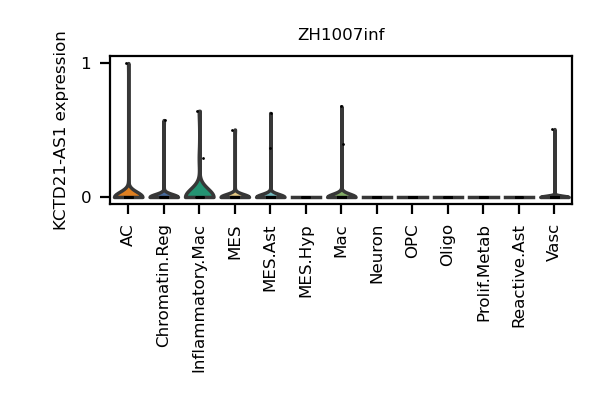 ZH1007inf
KCTD21-AS1 expression
1
0
AC
Chromatin.Reg
Inflammatory.Mac
MES
MES.Ast
MES.Hyp
Mac
Neuron
OPC
Oligo
Prolif.Metab
Reactive.Ast
Vasc